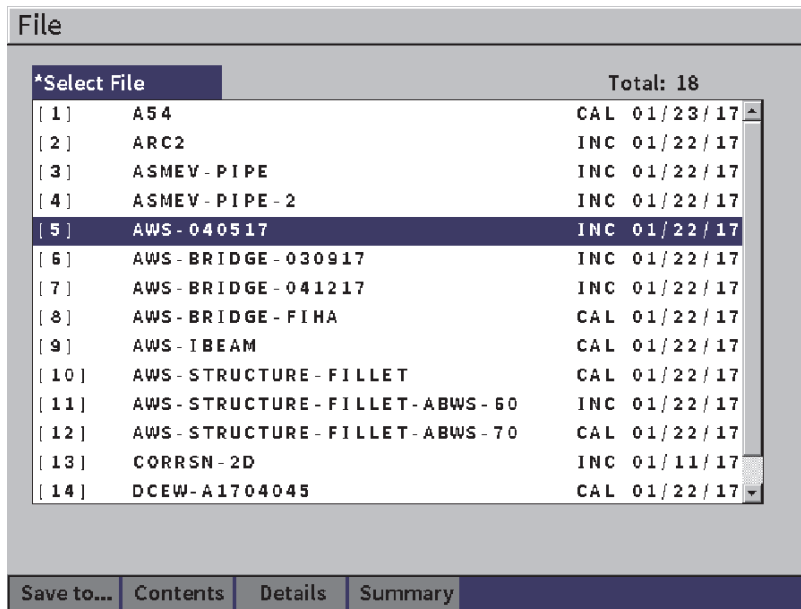 File
*Select File Total: 18
[1] A54 CAL 01/23/17
[2] ARC2 INC 01/22/17
[3] ASMEV-PIPE INC 01/22/17
[4] ASMEV-PIPE-2 INC 01/22/17
[5] AWS-040517 INC 01/22/17
[6] AWS-BRIDGE-030917 INC 01/22/17
[7] AWS-BRIDGE-041217 INC 01/22/17
[8] AWS-BRIDGE-FIHA CAL 01/22/17
[9] AWS-IBEAM CAL 01/22/17
[10] AWS-STRUCTURE-FILLET CAL 01/22/17
[11] AWS-STRUCTURE-FILLET-ABWS-60 INC 01/22/17
[12] AWS-STRUCTURE-FILLET-ABWS-70 CAL 01/22/17
[13] CORRSN-2D INC 01/11/17
[14] DCEW-A1704045 CAL 01/22/17
Save to... Contents Details Summary